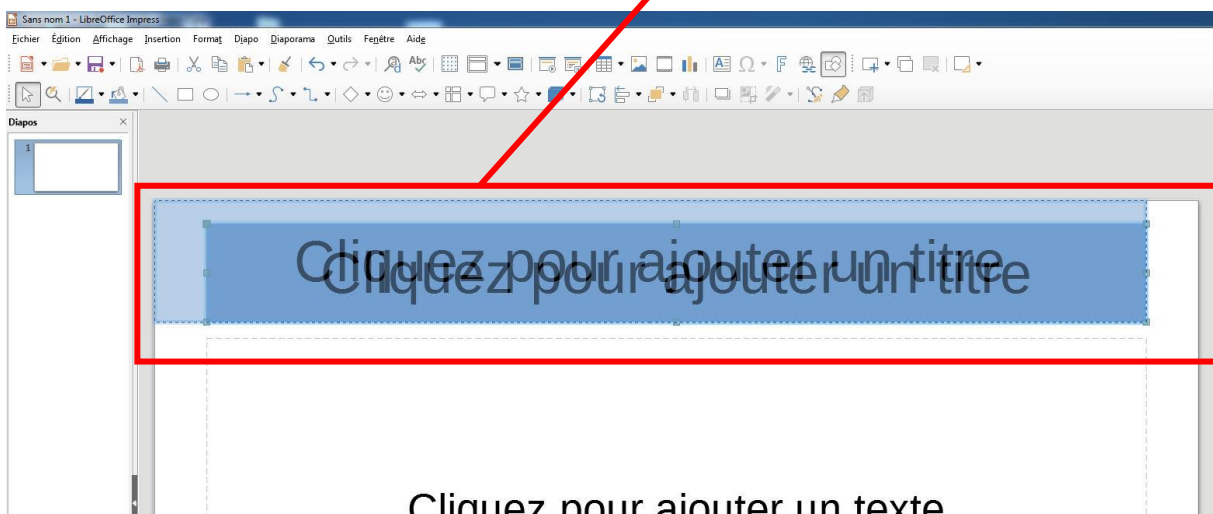 Sans nom 1 - LibreOffice Impress
Fichier Édition Affichage Insertion Format Diapo Diaporama Outils Fenêtre Aide
Diapos
1
Cliquez pour ajouter un titre
Cliquez pour ajouter un titre
Cliquez pour ajouter un texte